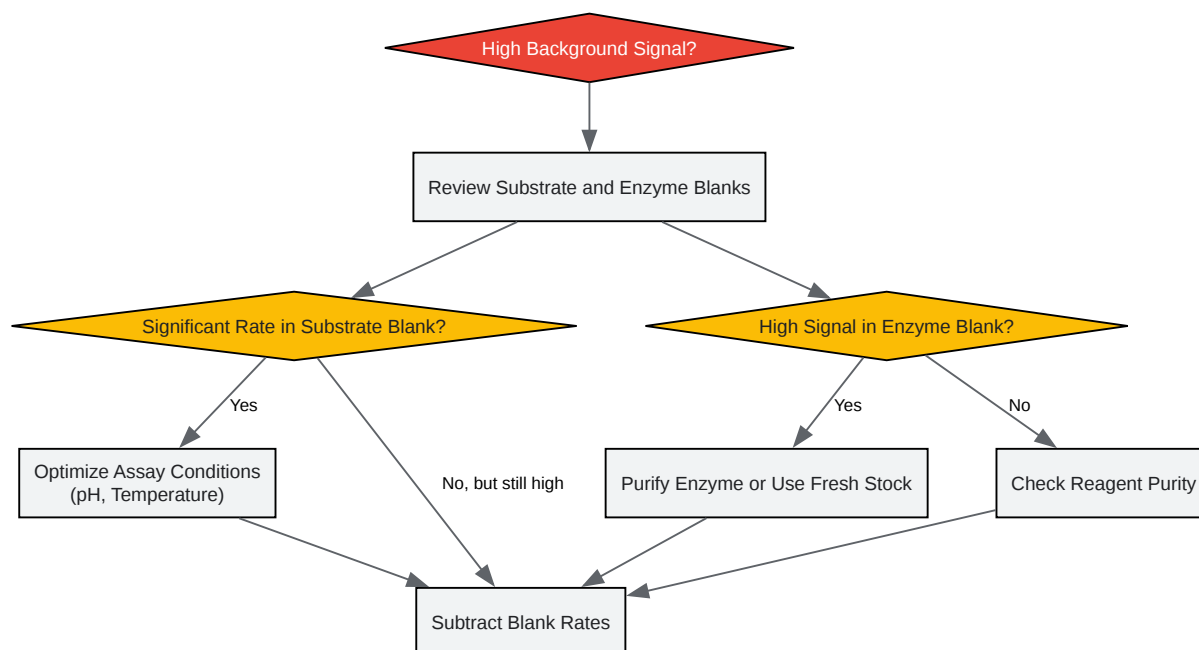 High Background Signal?
Review Substrate and Enzyme Blanks
Significant Rate in Substrate Blank?
High Signal in Enzyme Blank?
Yes
Yes
No
Optimize Assay Conditions
(pH, Temperature)
No, but still high
Purify Enzyme or Use Fresh Stock
Check Reagent Purity
Subtract Blank Rates